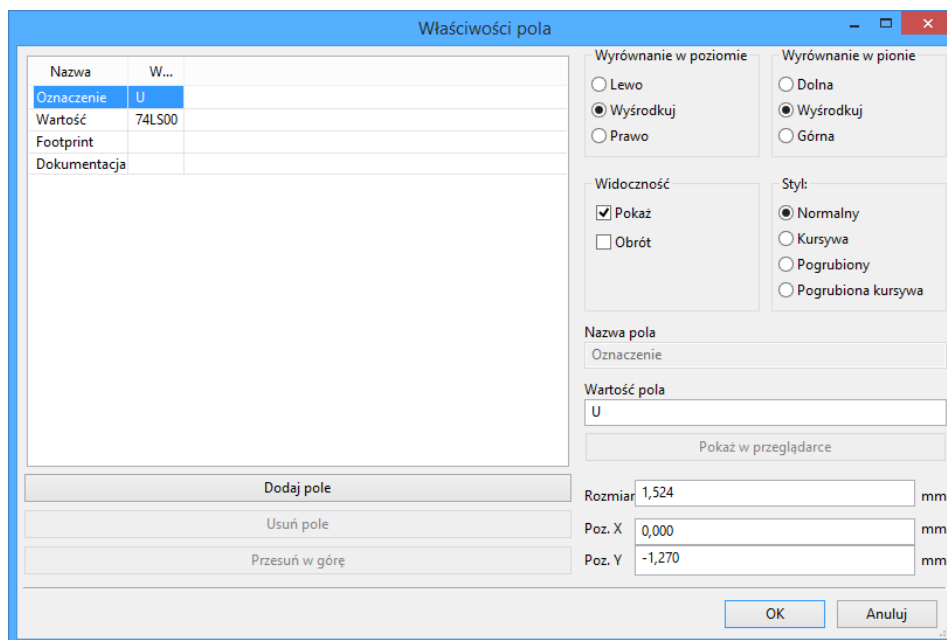 Właściwości pola
Nazwa W...
Oznaczenie U
Wartość 74LS00
Footprint
Dokumentacja
Dodaj pole
Usuń pole
Przesuń w górę
Wyrównanie w poziomie
Lewo
Wyśrodkuj
Prawo
Wyrównanie w pionie
Dolna
Wyśrodkuj
Górna
Widoczność
Pokaż
Obrót
Styl:
Normalny
Kursywa
Pogrubiony
Pogrubiona kursywa
Nazwa pola
Oznaczenie
Wartość pola
U
Pokaż w przeglądarce
Rozmiar 1,524 mm
Poz. X 0,000 mm
Poz. Y -1,270 mm
OK Anuluj